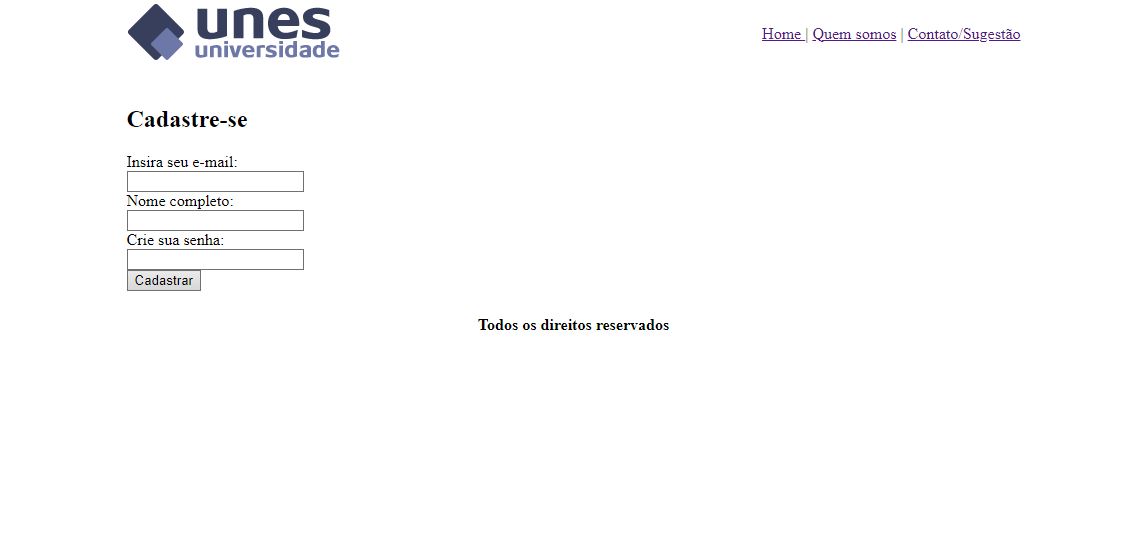 unes
universidade
Home | Quem somos | Contato/Sugestão
Cadastre-se
Insira seu e-mail:
Nome completo:
Crie sua senha:
Cadastrar
Todos os direitos reservados